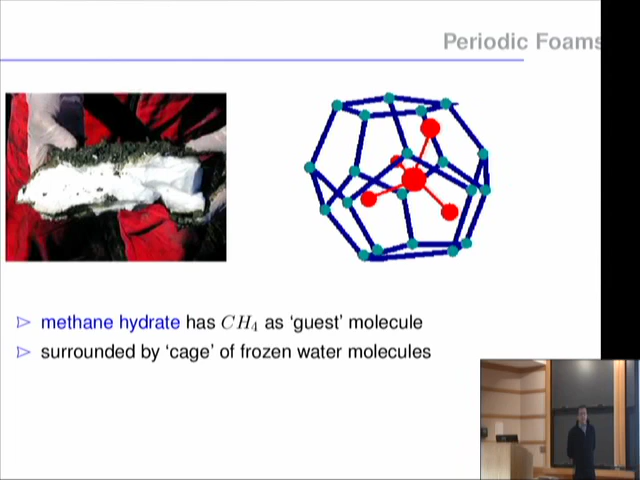 Periodic Foams
▷ methane hydrate has CH₄ as ‘guest’ molecule
▷ surrounded by ‘cage’ of frozen water molecules